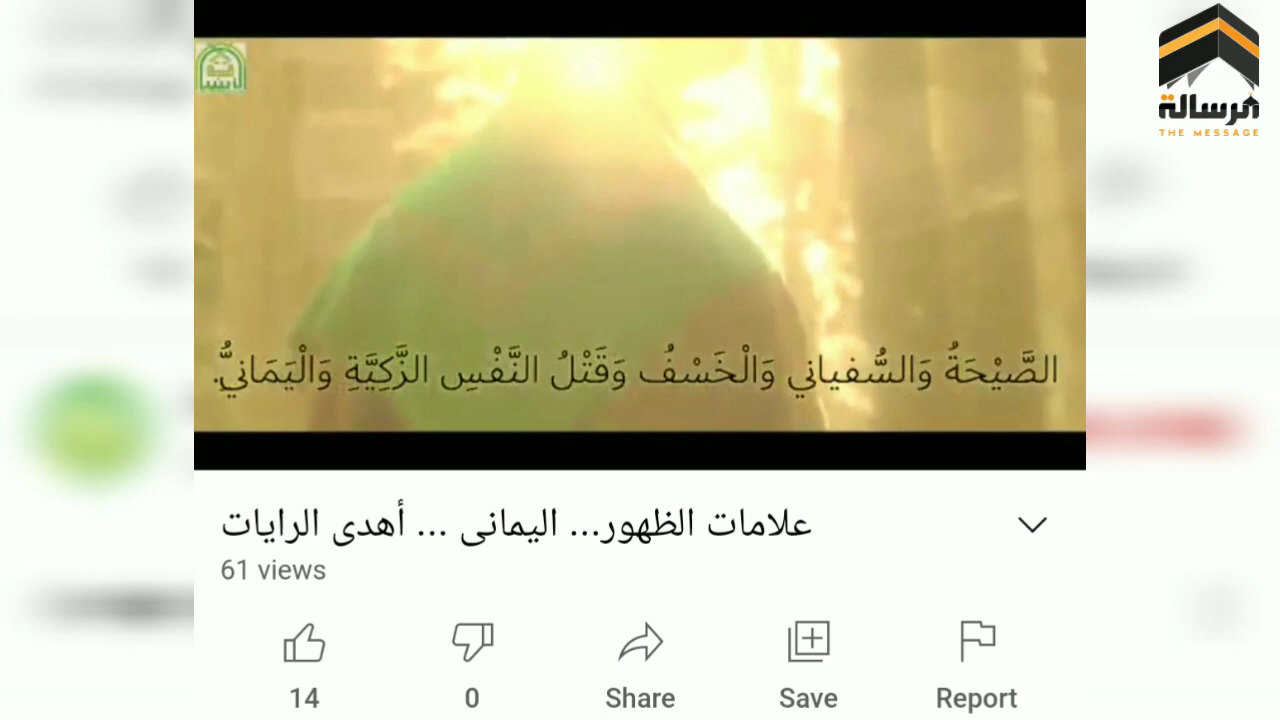 الرسالة
THE MESSAGE
الصَّيْحَةُ وَالسُّفياني وَالْخَسْفُ وَقَتْلُ النَّفْسِ الزَّكِيَّةِ وَالْيَمَانيُّ.
علامات الظهور... اليمانى ... أهدى الرايات
61 views
14
0
Share
Save
Report